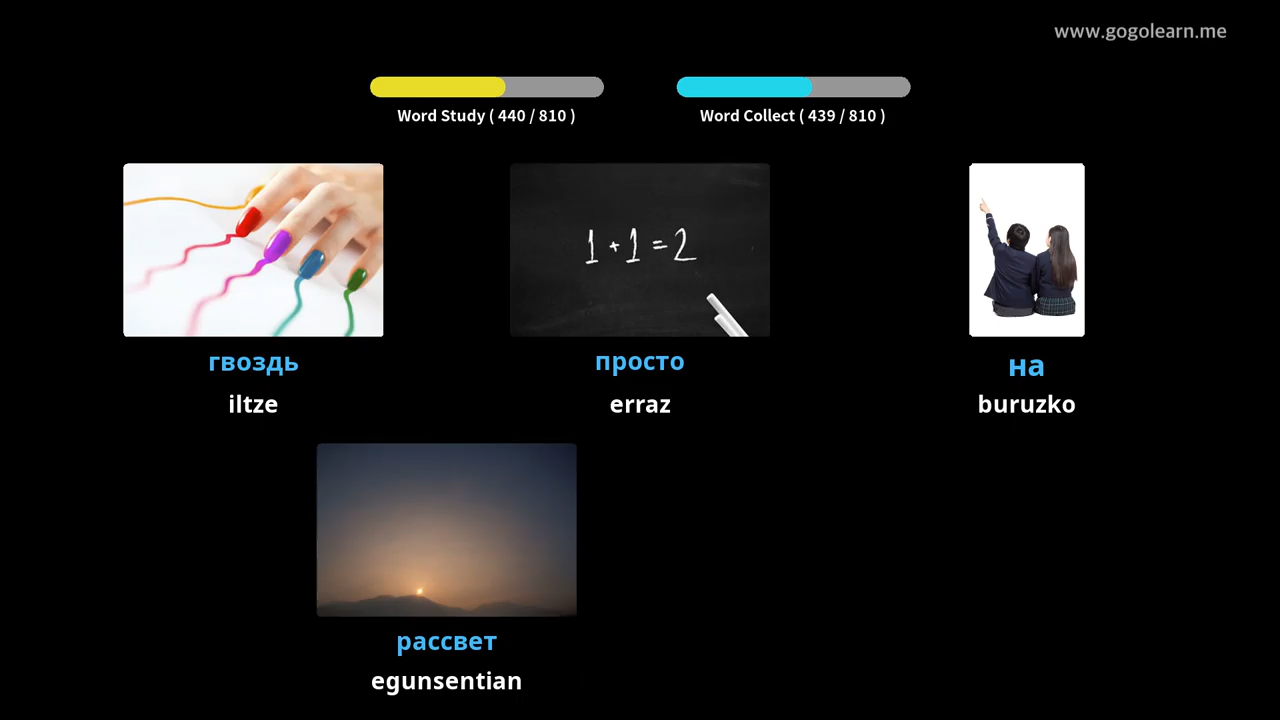 www.gogolearn.me
Word Study ( 440 / 810 )
Word Collect ( 439 / 810 )
1 + 1 = 2
гвоздь
iltze
просто
erraz
на
buruzko
рассвет
egunsentian